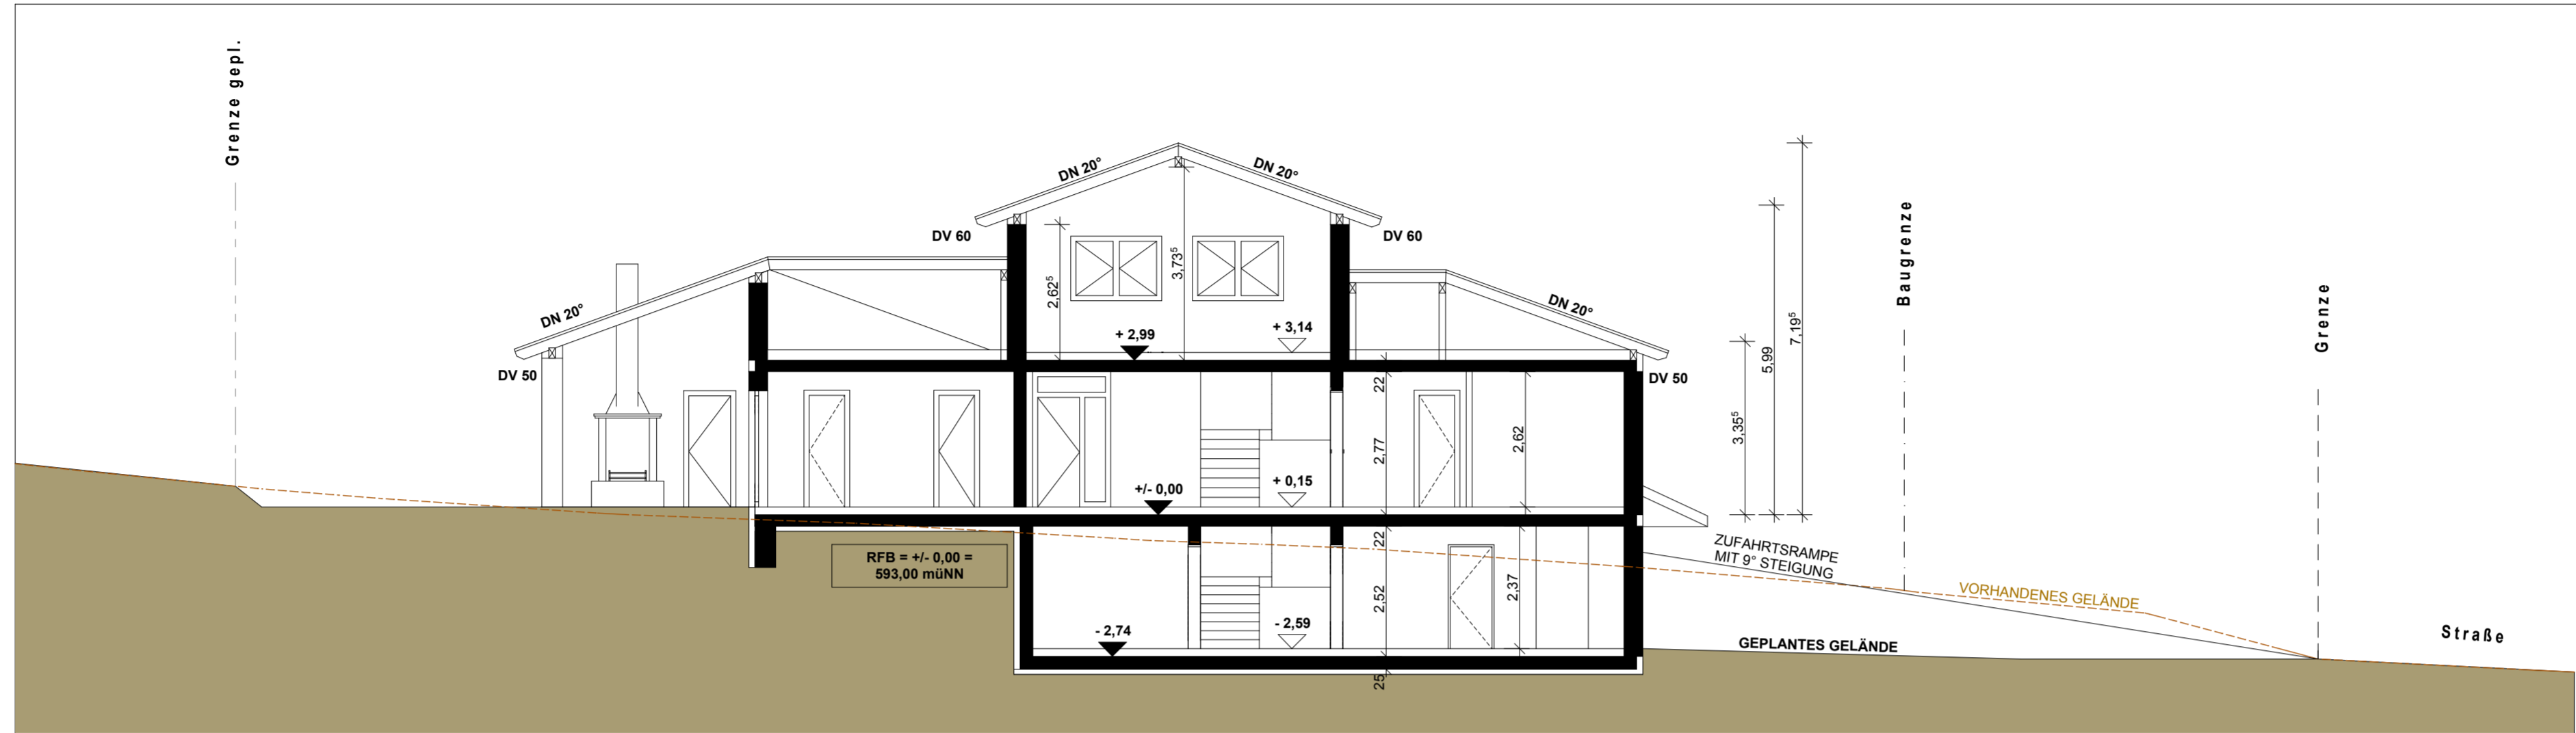 Grenze gepl.
DN 20°
DN 20°
DV 60
DV 60
Baugrenze
Grenze
DN 20°
DN 20°
2,62⁵
3,73⁵
+ 2,99
+ 3,14
7,19⁵
5,99
3,35⁵
DV 50
DV 50
22
2,77
2,62
+/- 0,00
+ 0,15
RFB = +/- 0,00 =
593,00 müNN
22
2,52
2,37
ZUFAHRTSRAMPE
MIT 9° STEIGUNG
VORHANDENES GELÄNDE
- 2,74
- 2,59
GEPLANTES GELÄNDE
Straße
25